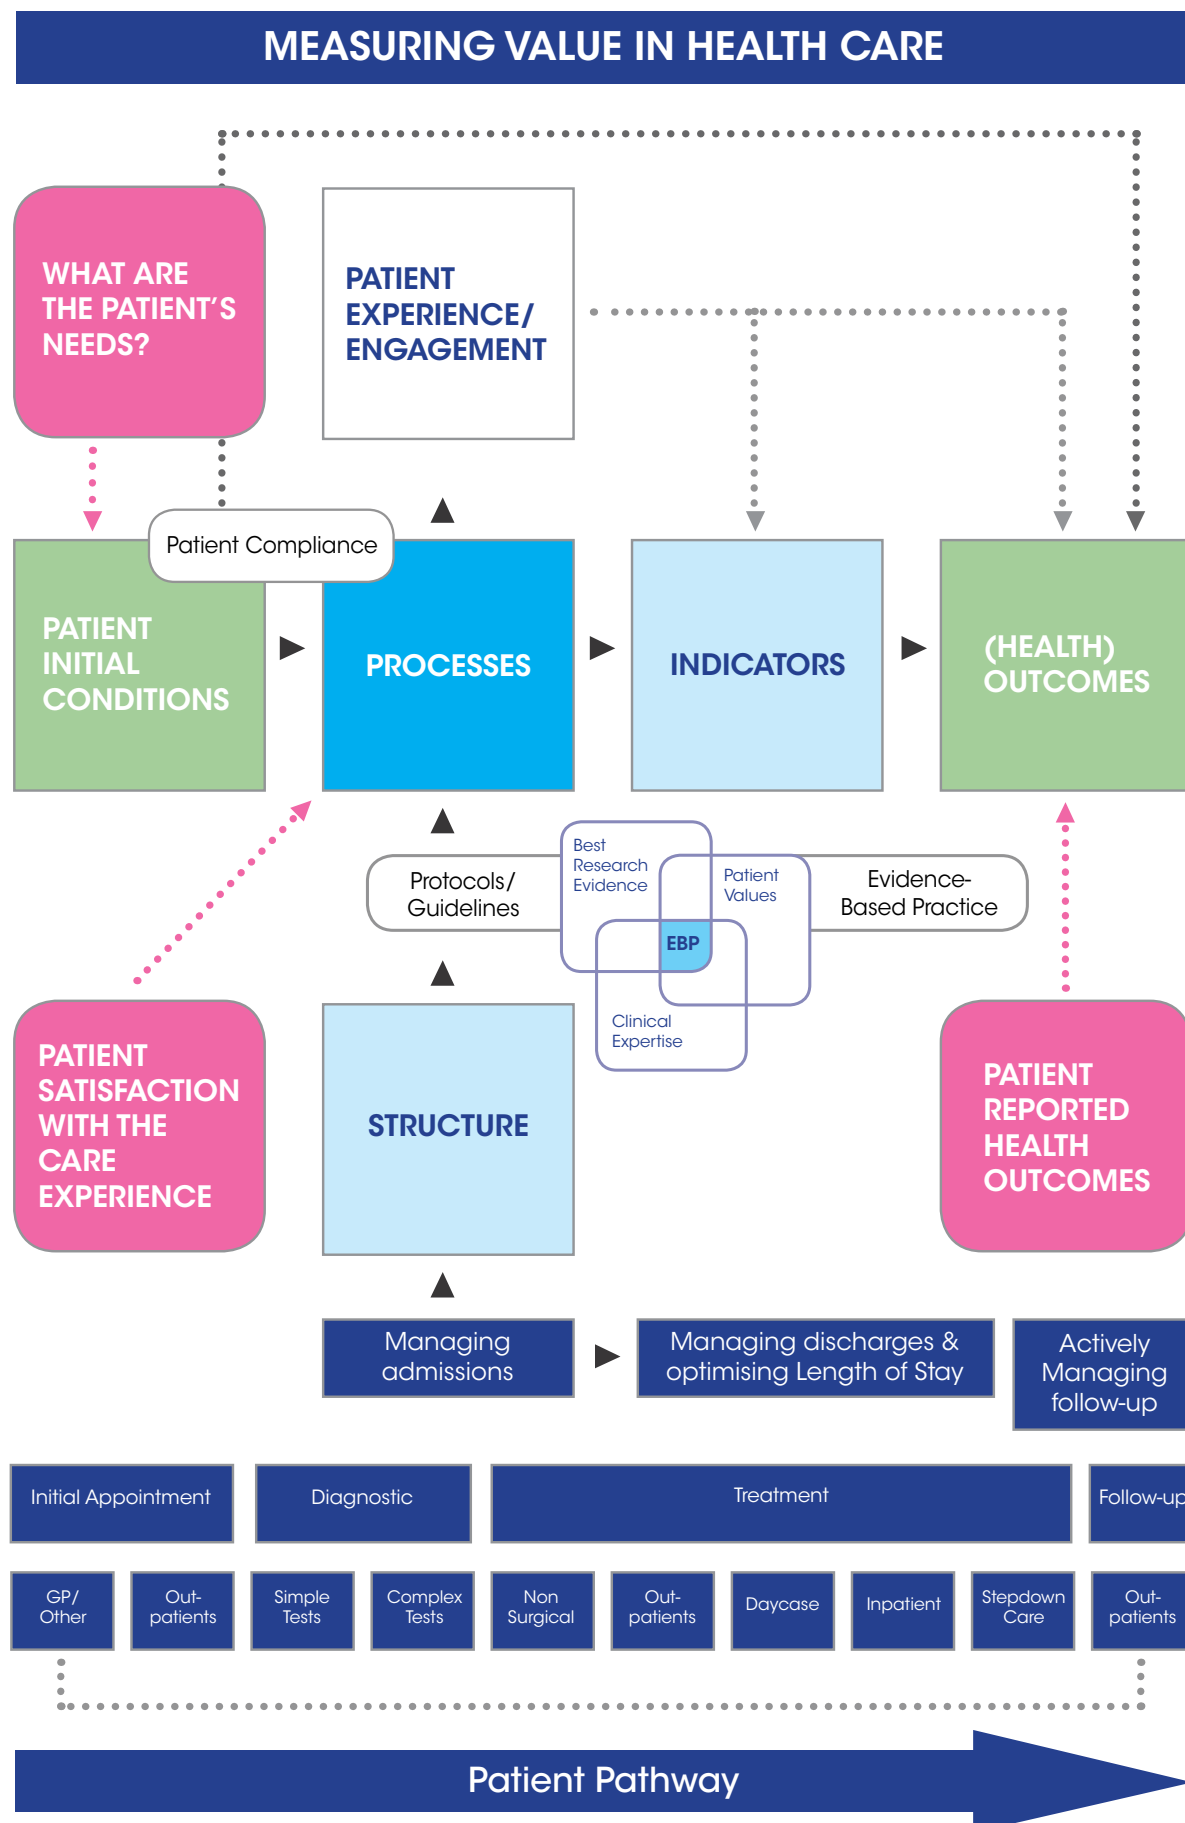 MEASURING VALUE IN HEALTH CARE
WHAT ARE
THE PATIENT'S
NEEDS?
PATIENT
EXPERIENCE/
ENGAGEMENT
Patient Compliance
PATIENT
INITIAL
CONDITIONS
PROCESSES
INDICATORS
(HEALTH)
OUTCOMES
Protocols/
Guidelines
Best
Research
Evidence
Patient
Values
EBP
Clinical
Expertise
Evidence-
Based Practice
PATIENT
SATISFACTION
WITH THE
CARE
EXPERIENCE
STRUCTURE
PATIENT
REPORTED
HEALTH
OUTCOMES
Managing
admissions
Managing discharges &
optimising Length of Stay
Actively
Managing
follow-up
Initial Appointment
Diagnostic
Treatment
Follow-up
GP/
Other
Out-
patients
Simple
Tests
Complex
Tests
Non
Surgical
Out-
patients
Daycase
Inpatient
Stepdown
Care
Out-
patients
Patient Pathway